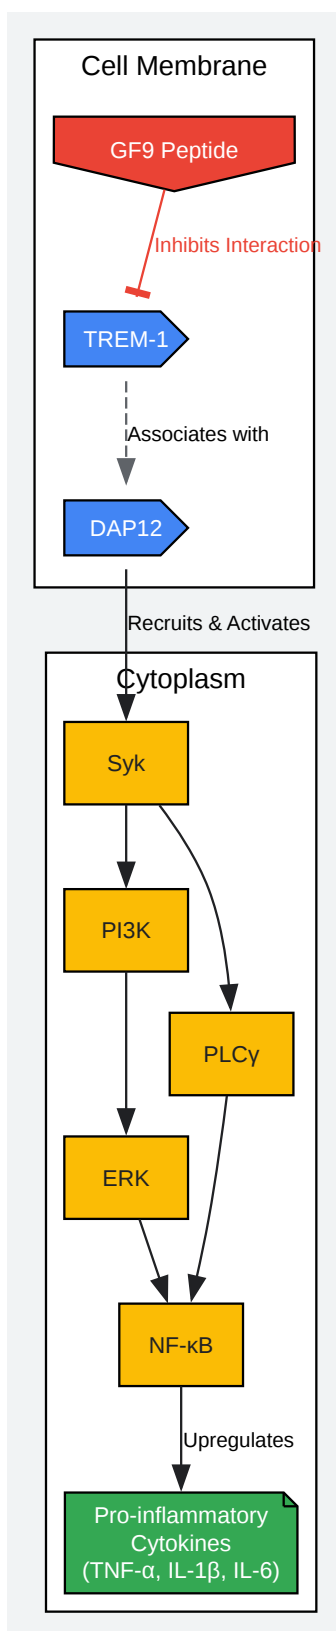 Cell Membrane
GF9 Peptide
Inhibits Interaction
TREM-1
Associates with
DAP12
Recruits & Activates
Cytoplasm
Syk
PI3K
PLCγ
ERK
NF-κB
Upregulates
Pro-inflammatory
Cytokines
(TNF-α, IL-1β, IL-6)